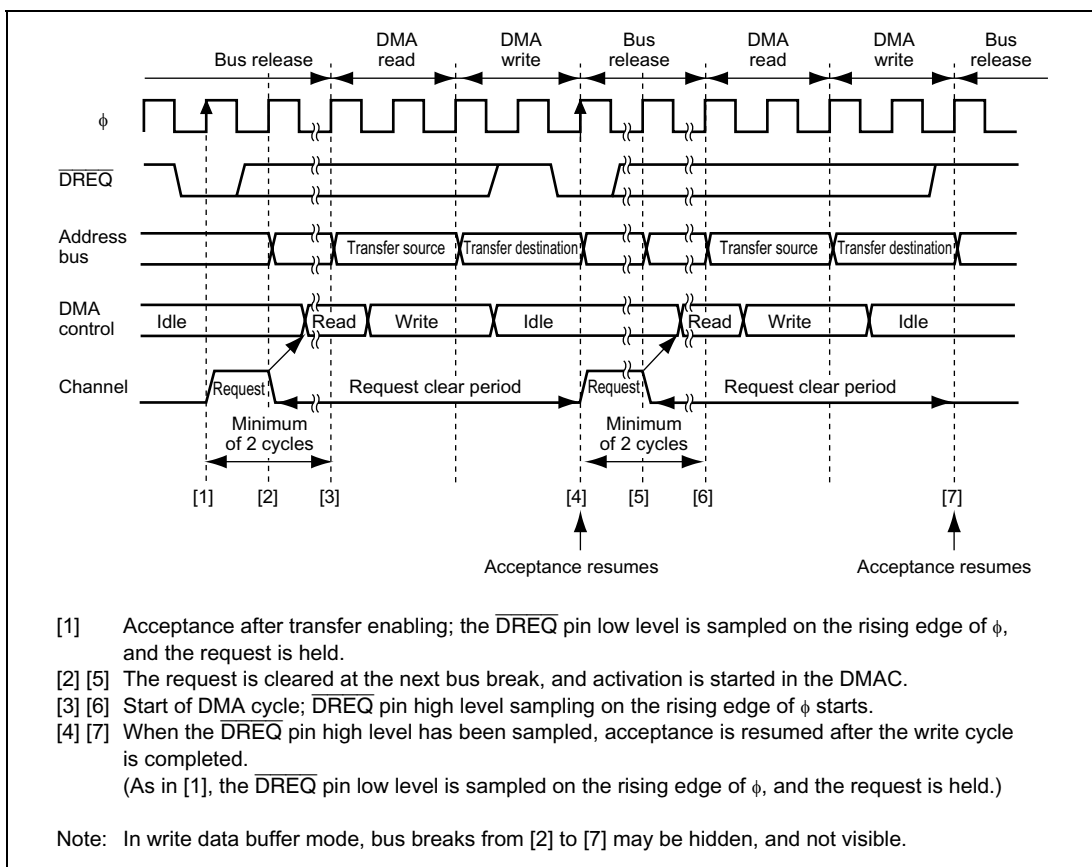 Bus release
DMA
read
DMA
write
Bus
release
DMA
read
DMA
write
Bus
release
ϕ
DREQ
Address
bus
Transfer source
Transfer destination
Transfer source
Transfer destination
DMA
control
Idle
Read
Write
Idle
Read
Write
Idle
Channel
Request
Request clear period
Request
Request clear period
Minimum
of 2 cycles
Minimum
of 2 cycles
[1]
[2]
[3]
[4]
[5]
[6]
[7]
Acceptance resumes
Acceptance resumes
[1] Acceptance after transfer enabling; the DREQ pin low level is sampled on the rising edge of ϕ,
and the request is held.
[2] [5] The request is cleared at the next bus break, and activation is started in the DMAC.
[3] [6] Start of DMA cycle; DREQ pin high level sampling on the rising edge of ϕ starts.
[4] [7] When the DREQ pin high level has been sampled, acceptance is resumed after the write cycle
is completed.
(As in [1], the DREQ pin low level is sampled on the rising edge of ϕ, and the request is held.)
Note: In write data buffer mode, bus breaks from [2] to [7] may be hidden, and not visible.